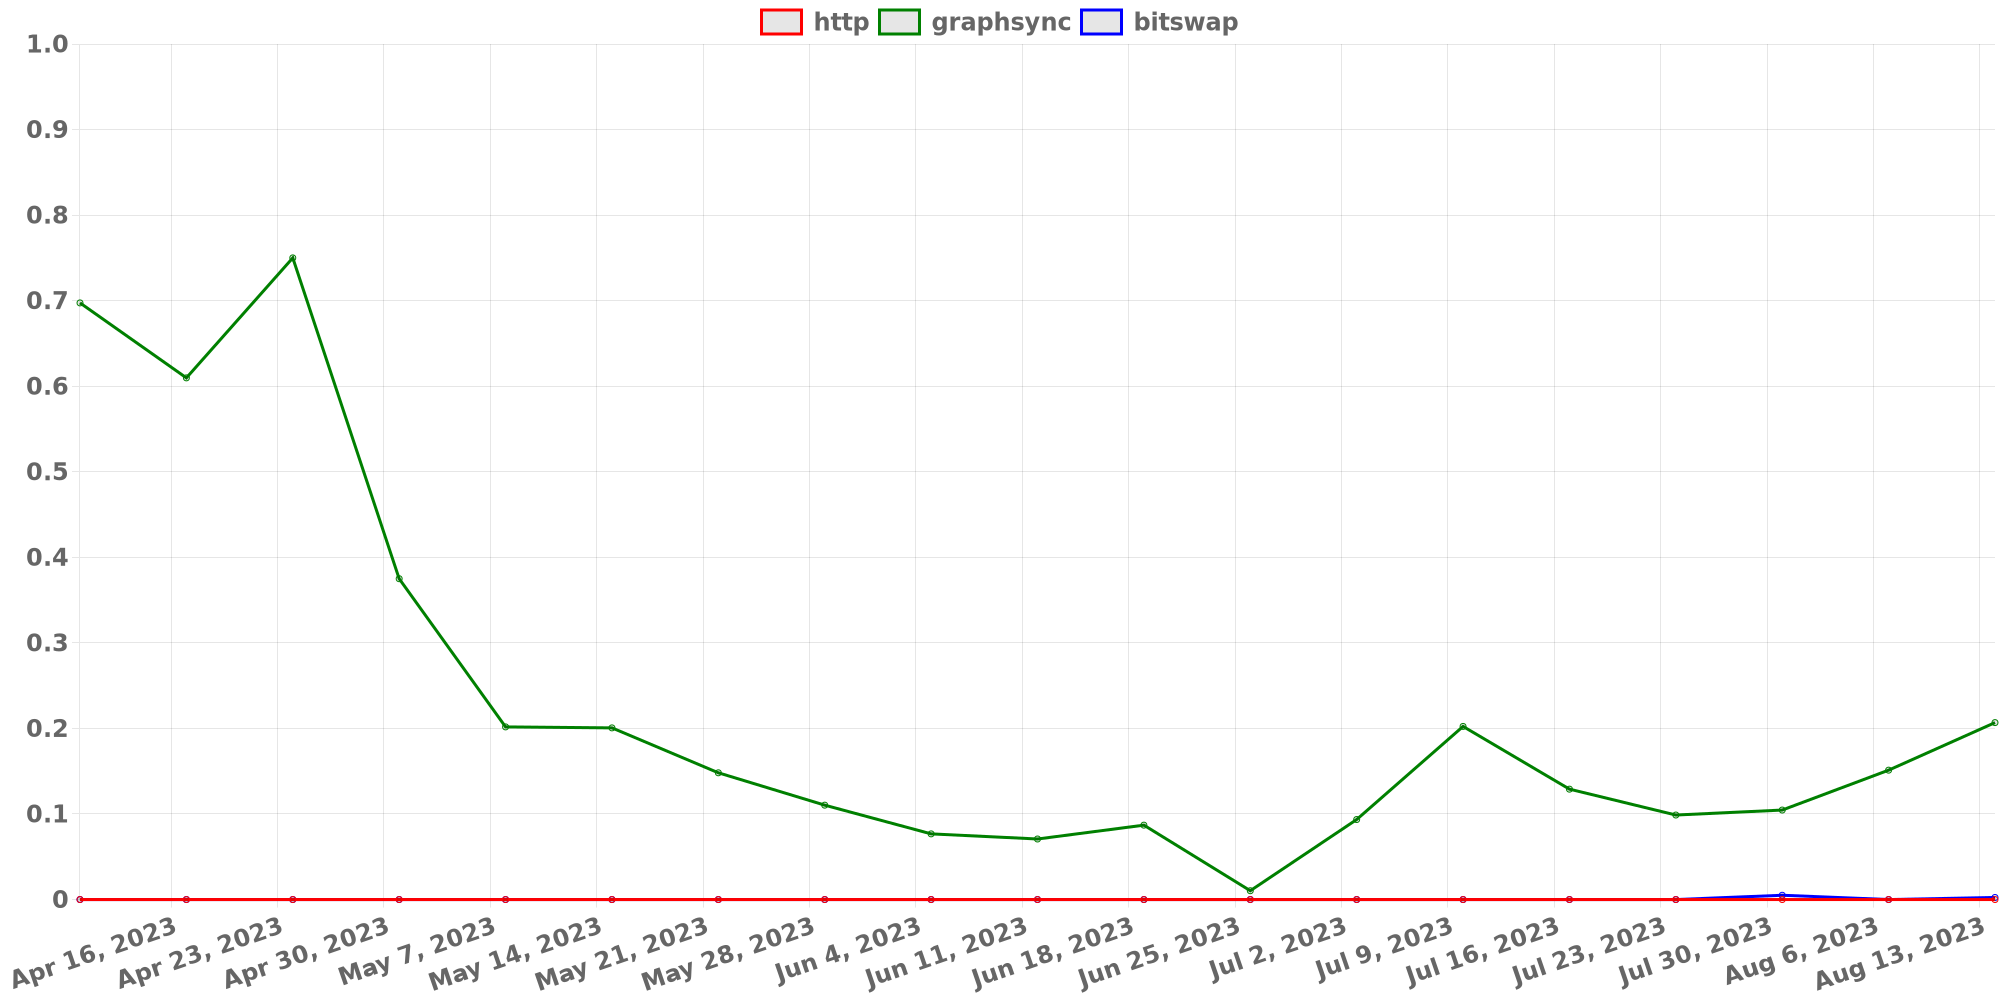 http graphsync bitswap
1.0
0.9
0.8
0.7
0.6
0.5
0.4
0.3
0.2
0.1
0
Apr 16, 2023
Apr 23, 2023
Apr 30, 2023
May 7, 2023
May 14, 2023
May 21, 2023
May 28, 2023
Jun 4, 2023
Jun 11, 2023
Jun 18, 2023
Jun 25, 2023
Jul 2, 2023
Jul 9, 2023
Jul 16, 2023
Jul 23, 2023
Jul 30, 2023
Aug 6, 2023
Aug 13, 2023